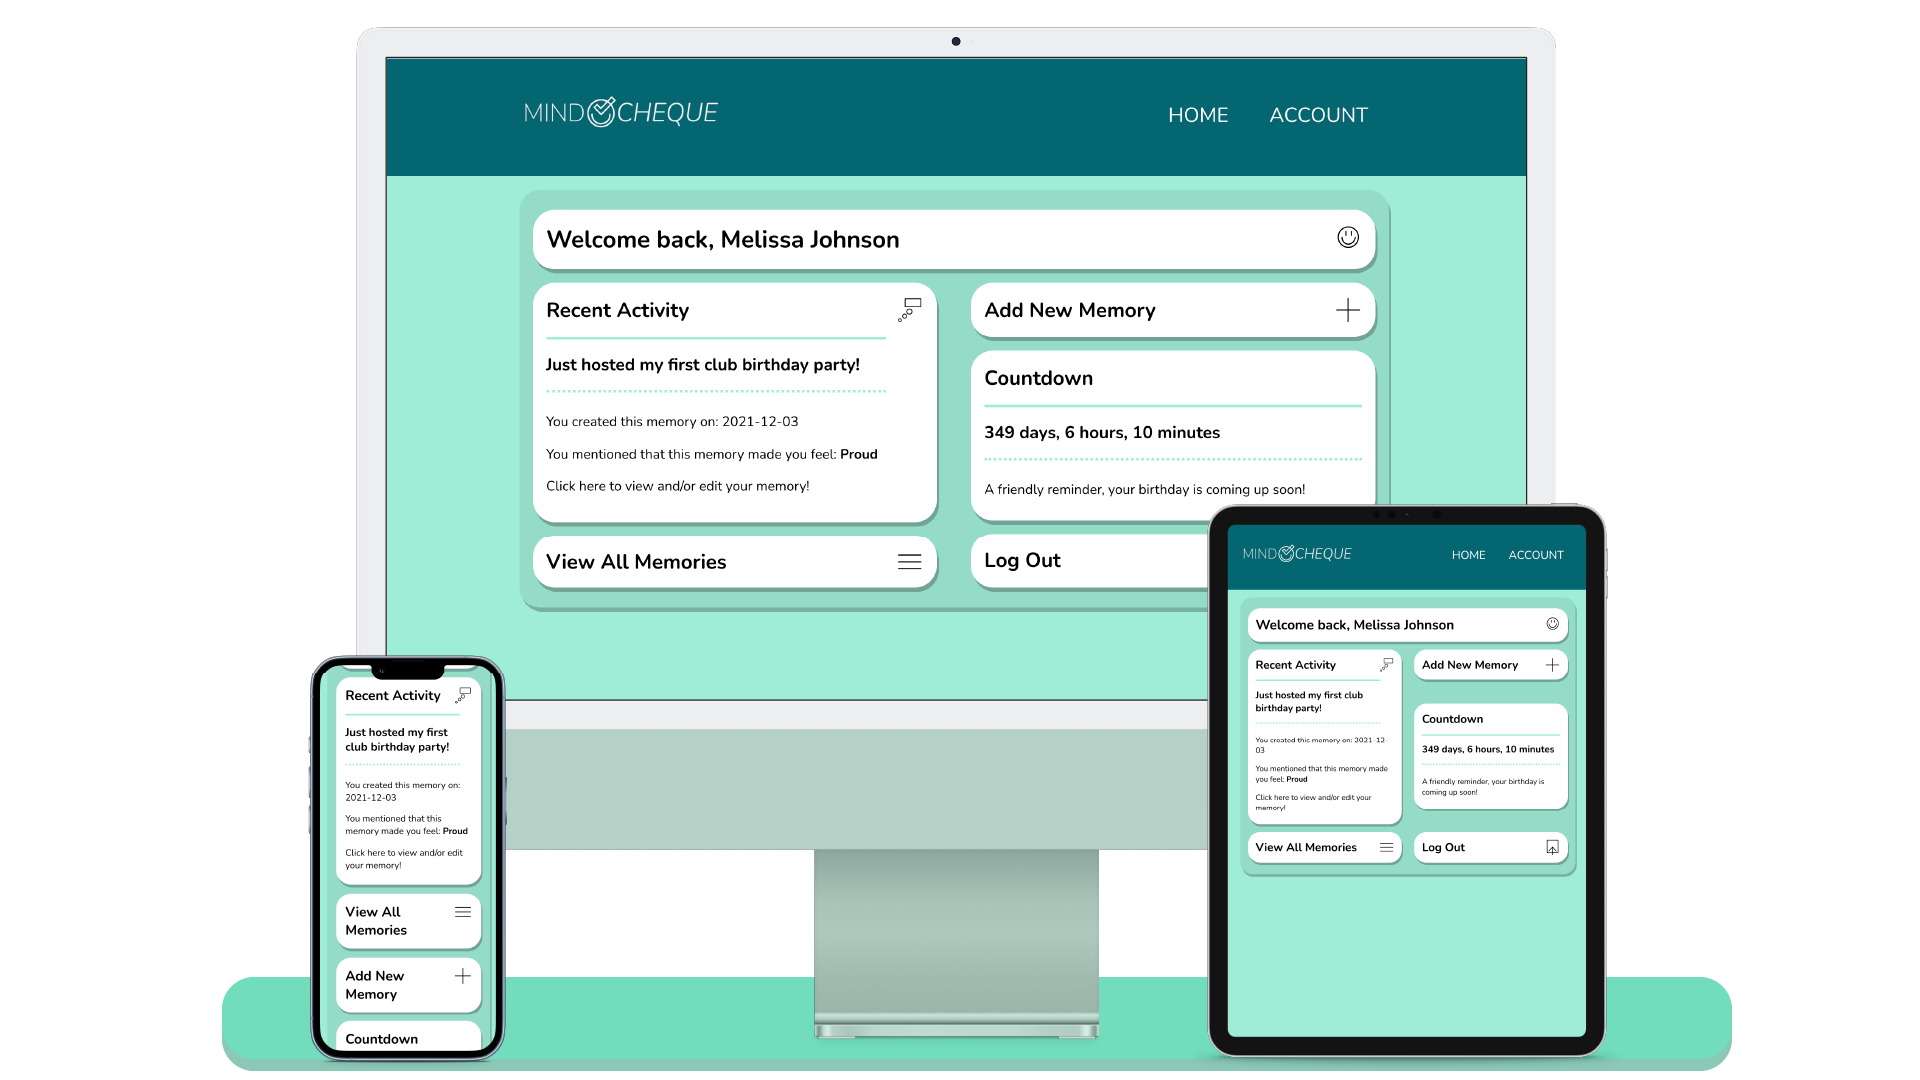 MIND CHEQUE
HOME ACCOUNT
Welcome back, Melissa Johnson
Recent Activity
Just hosted my first club birthday party!
You created this memory on: 2021-12-03
You mentioned that this memory made you feel: Proud
Click here to view and/or edit your memory!
View All Memories
Add New Memory
Countdown
349 days, 6 hours, 10 minutes
A friendly reminder, your birthday is coming up soon!
Log Out
Recent Activity
Just hosted my first
club birthday party!
You created this memory on:
2021-12-03
You mentioned that this
memory made you feel: Proud
Click here to view and/or edit
your memory!
View All
Memories
Add New
Memory
Countdown
MIND CHEQUE
HOME ACCOUNT
Welcome back, Melissa Johnson
Recent Activity
Just hosted my first club
birthday party!
You created this memory on: 2021-12-
03
You mentioned that this memory made
you feel: Proud
Click here to view and/or edit your
memory!
View All Memories
Add New Memory
Countdown
349 days, 6 hours, 10 minutes
A friendly reminder, your birthday is
coming up soon!
Log Out